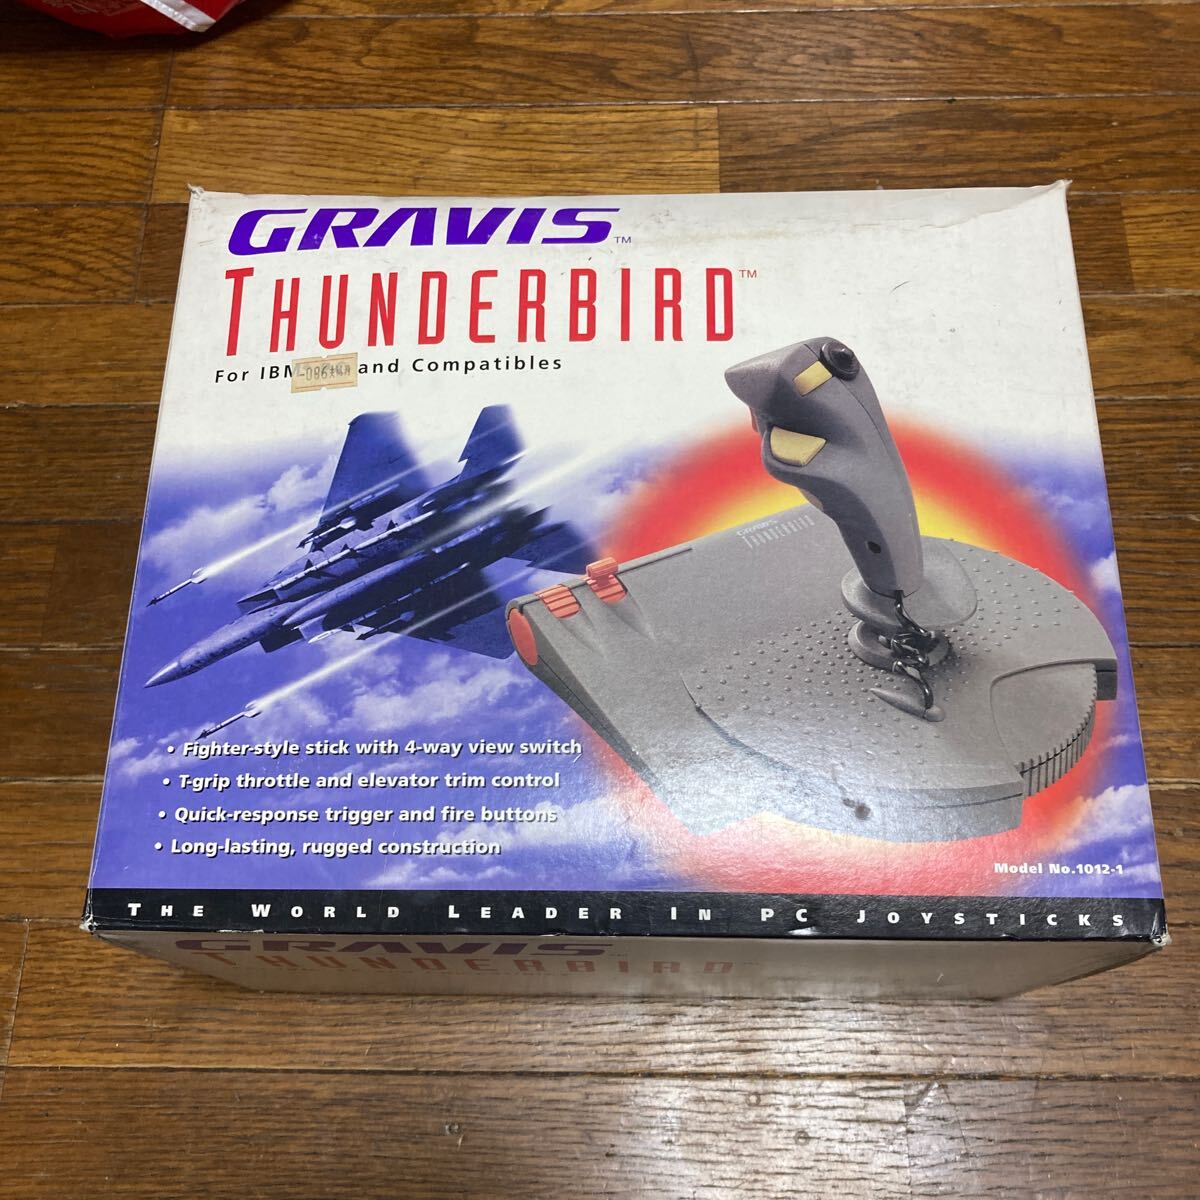 GRAVIS™
THUNDERBIRD™
For IBM and Compatibles
GRAVIS
THUNDERBIRD
• Fighter-style stick with 4-way view switch
• T-grip throttle and elevator trim control
• Quick-response trigger and fire buttons
• Long-lasting, rugged construction
Model No.1012-1
THE WORLD LEADER IN PC JOYSTICKS
GRAVIS
THUNDERBIRD™